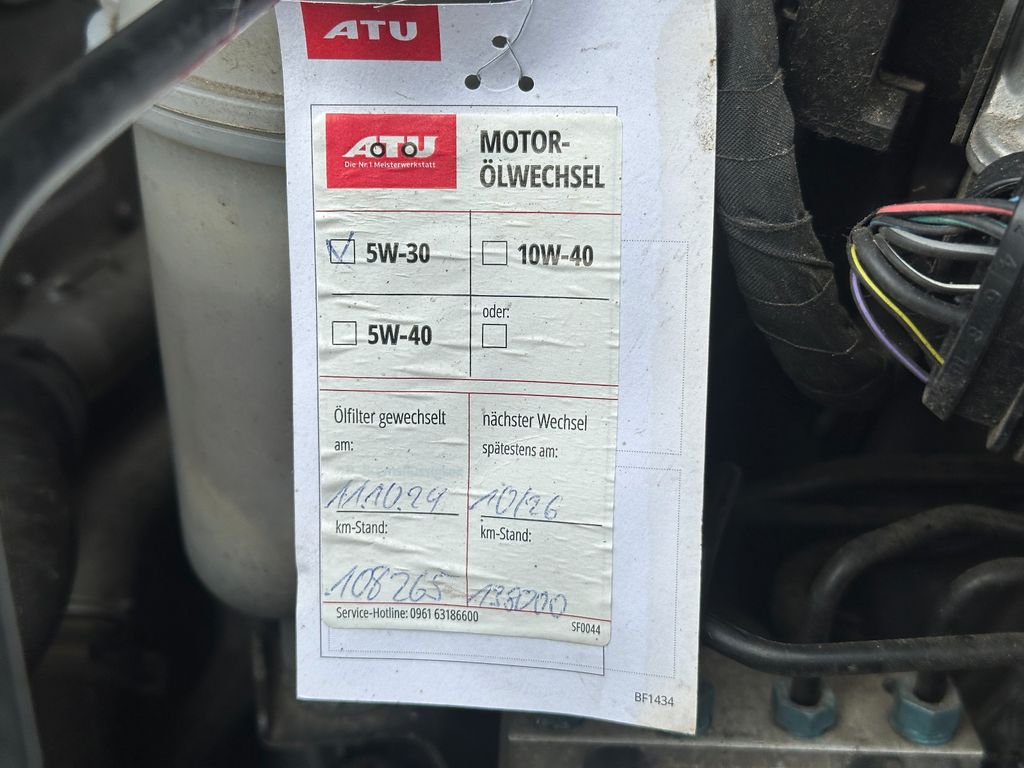 ATU
ATU
Die Nr.1 Meisterwerkstatt.
MOTOR-
ÖLWECHSEL
5W-30
10W-40
5W-40
oder:
Ölfilter gewechselt
am:
11.10.24
km-Stand:
108265
nächster Wechsel
spätestens am:
10/26
km-Stand:
138000
Service-Hotline: 0961 63186600
SF0044
BF1434